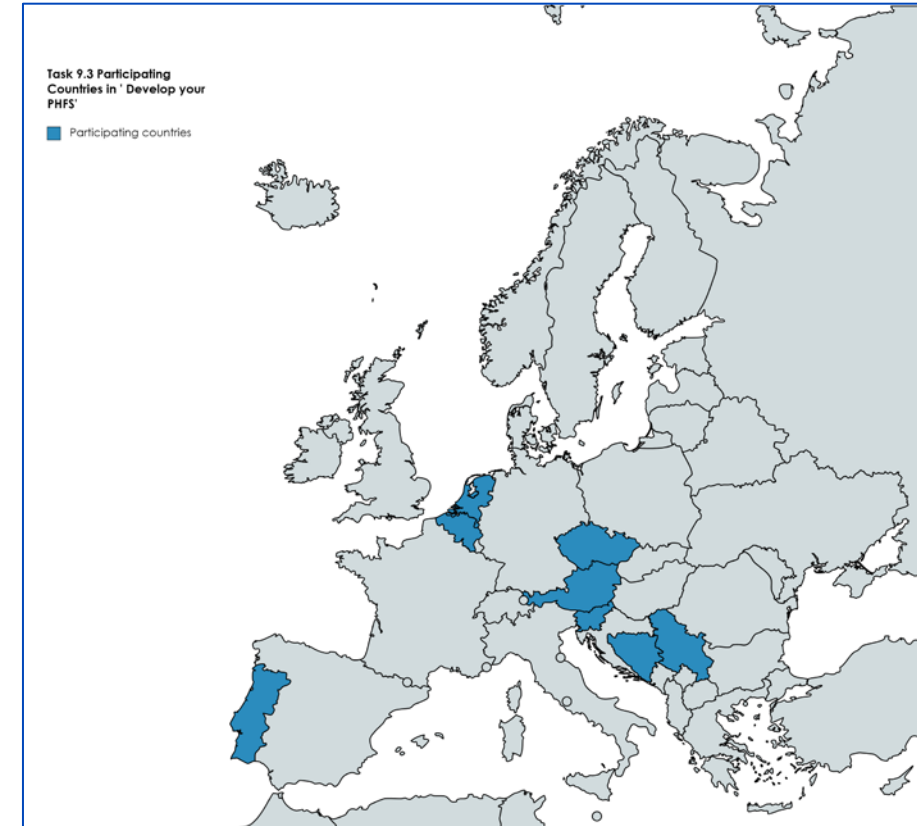 Task 9.3 Participating
Countries in ' Develop your
PHFS'
Participating countries